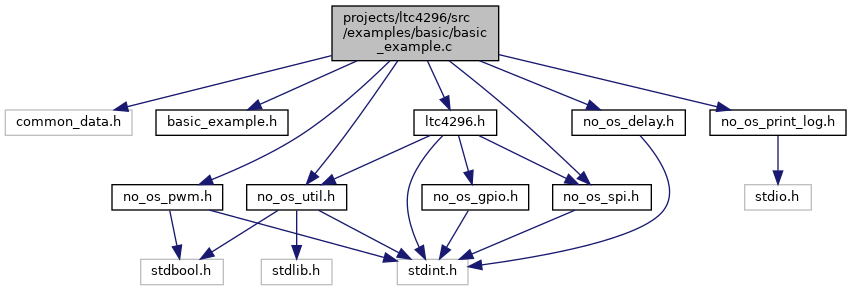 projects/ltc4296/src
/examples/basic/basic
_example.c
common_data.h
basic_example.h
ltc4296.h
no_os_delay.h
no_os_print_log.h
no_os_pwm.h
no_os_util.h
no_os_gpio.h
no_os_spi.h
stdio.h
stdbool.h
stdlib.h
stdint.h